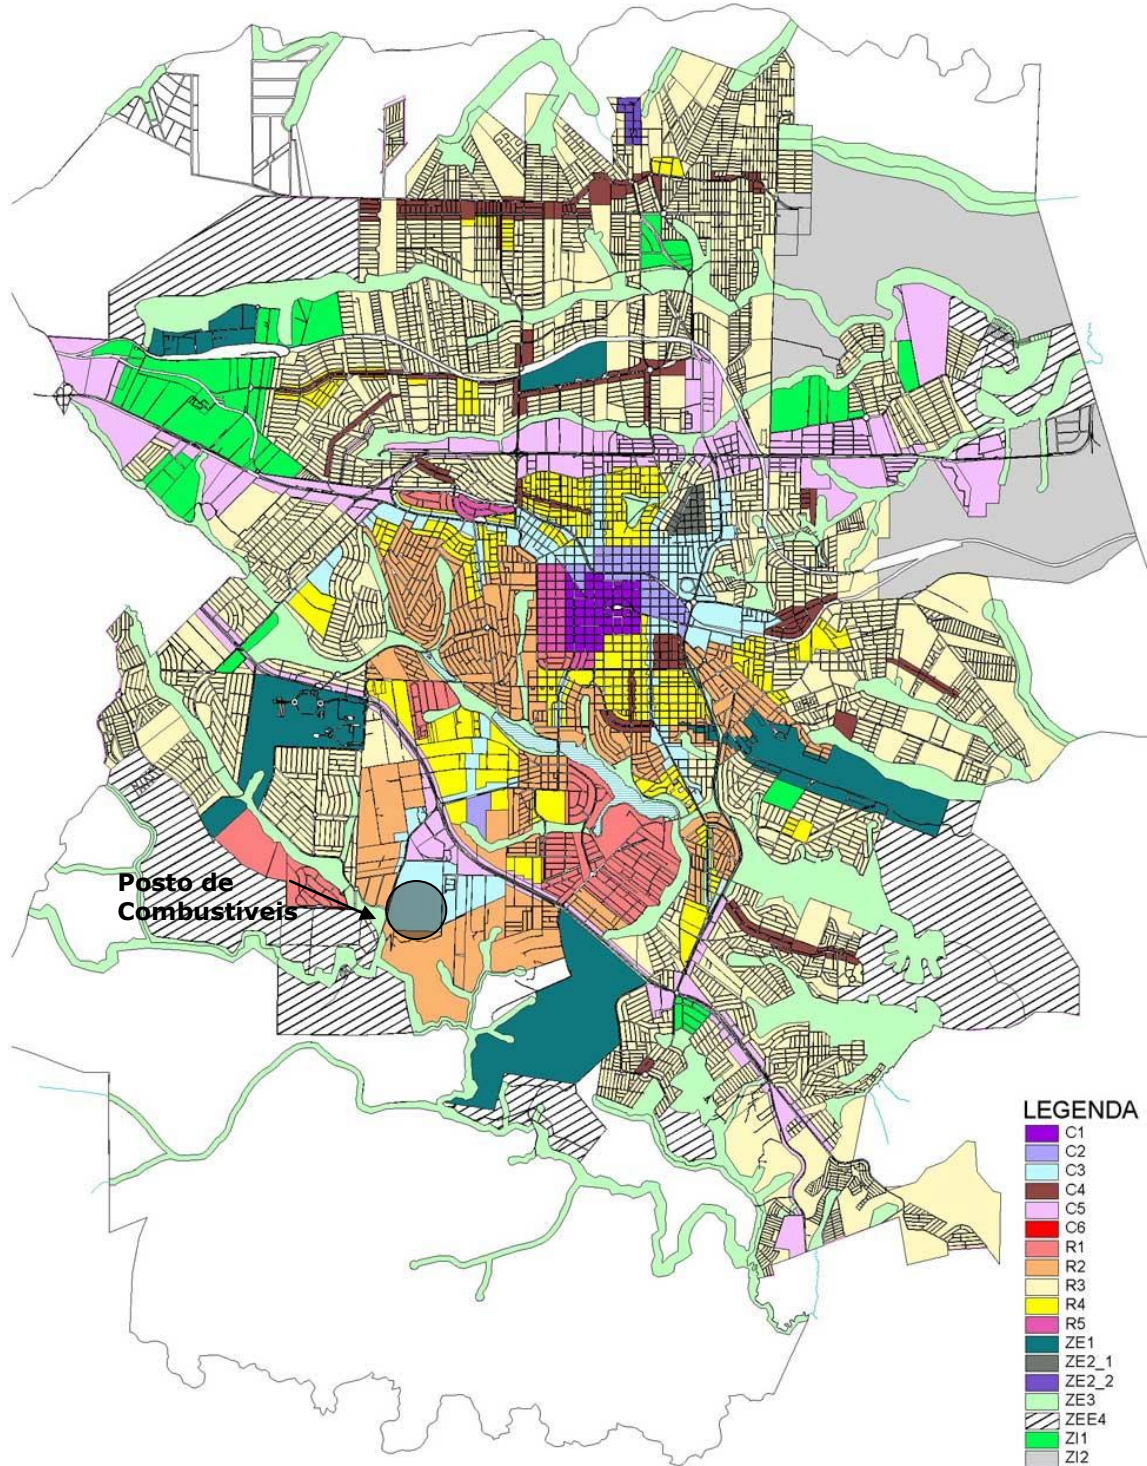 Posto de
Combustíveis
LEGENDA
C1
C2
C3
C4
C5
C6
R1
R2
R3
R4
R5
ZE1
ZE2_1
ZE2_2
ZE3
ZEE4
ZI1
ZI2